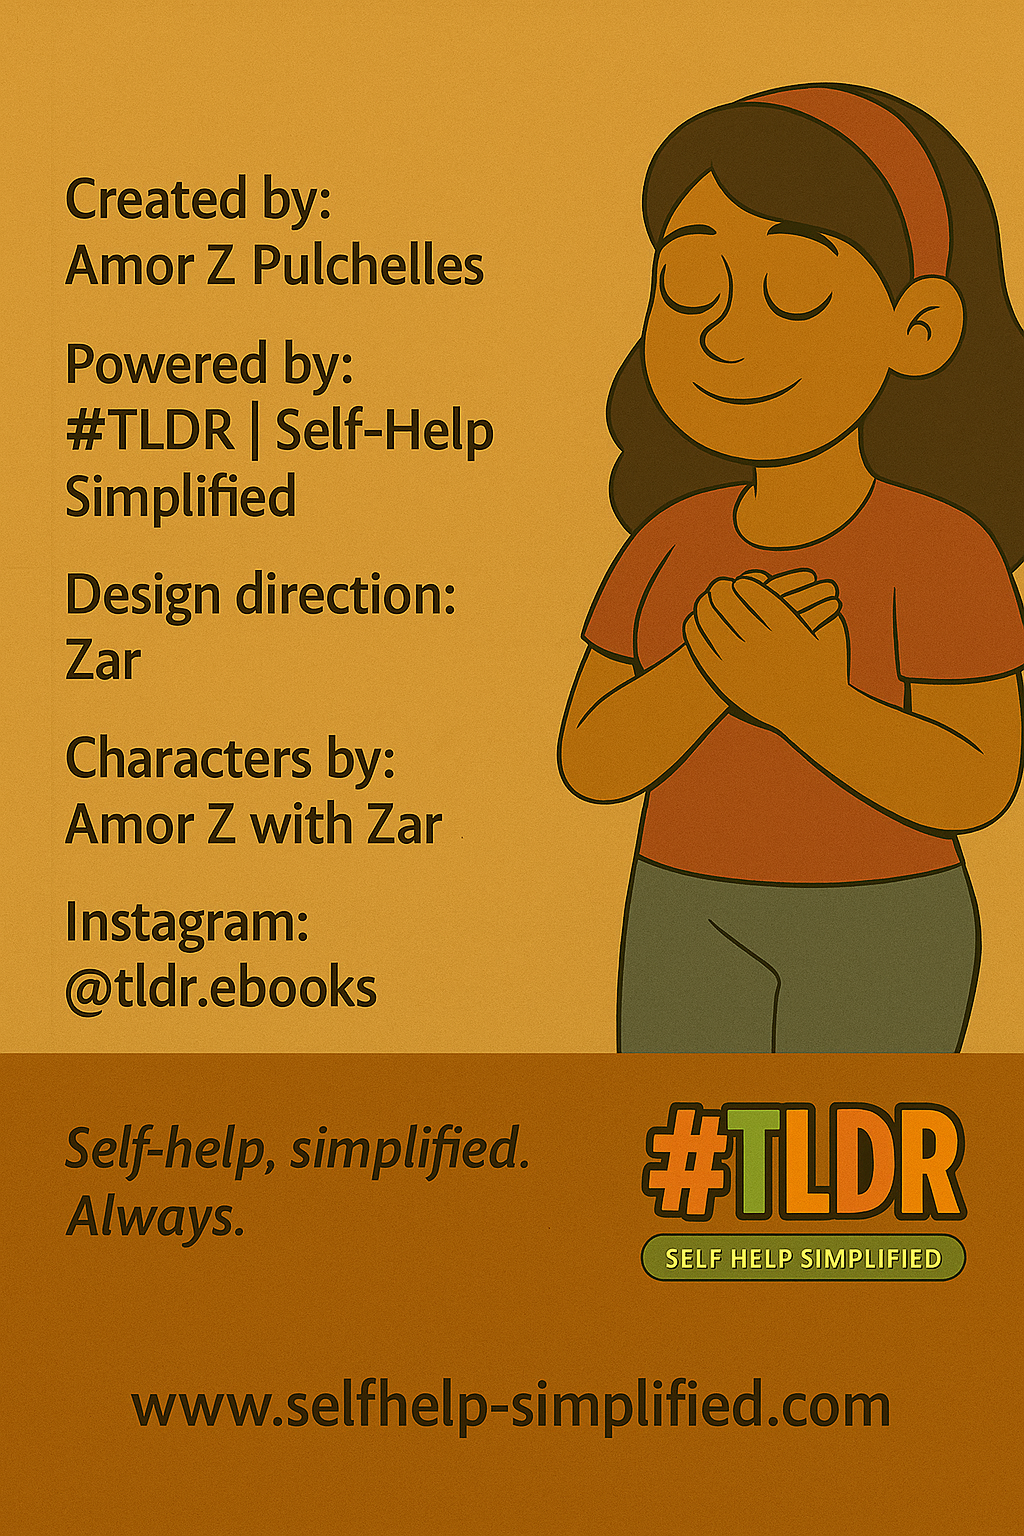 Created by:
Amor Z Pulchelles
Powered by:
#TLDR | Self-Help
Simplified
Design direction:
Zar
Characters by:
Amor Z with Zar
Instagram:
@tldr.ebooks
Self-help, simplified.
Always.
#TLDR
SELF HELP SIMPLIFIED
www.selfhelp-simplified.com